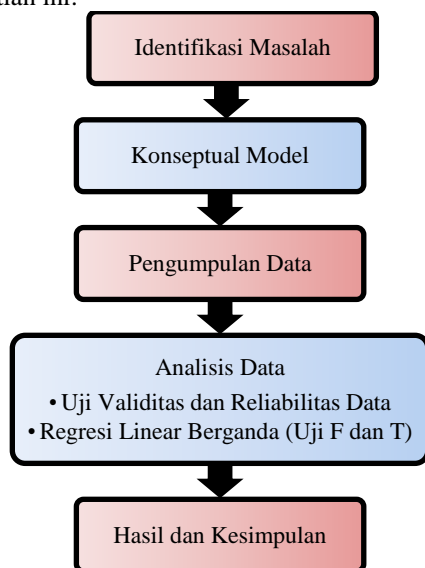 Identifikasi Masalah
Konseptual Model
Pengumpulan Data
Analisis Data
• Uji Validitas dan Reliabilitas Data
• Regresi Linear Berganda (Uji F dan T)
Hasil dan Kesimpulan